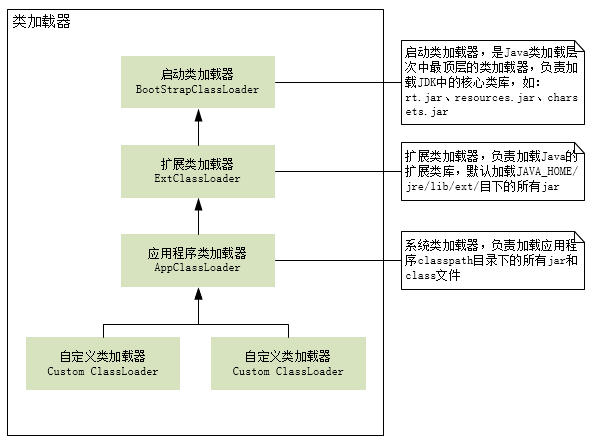 类加载器
启动类加载器
BootStrapClassLoader
启动类加载器，是Java类加载层
次中最顶层的类加载器，负责加
载JDK中的核心类库，如：
rt.jar、resources.jar、chars
ets.jar
扩展类加载器
ExtClassLoader
扩展类加载器，负责加载Java的
扩展类库，默认加载JAVA_HOME/
jre/lib/ext/目下的所有jar
应用程序类加载器
AppClassLoader
系统类加载器，负责加载应用程
序classpath目录下的所有jar和
class文件
自定义类加载器
Custom ClassLoader
自定义类加载器
Custom ClassLoader